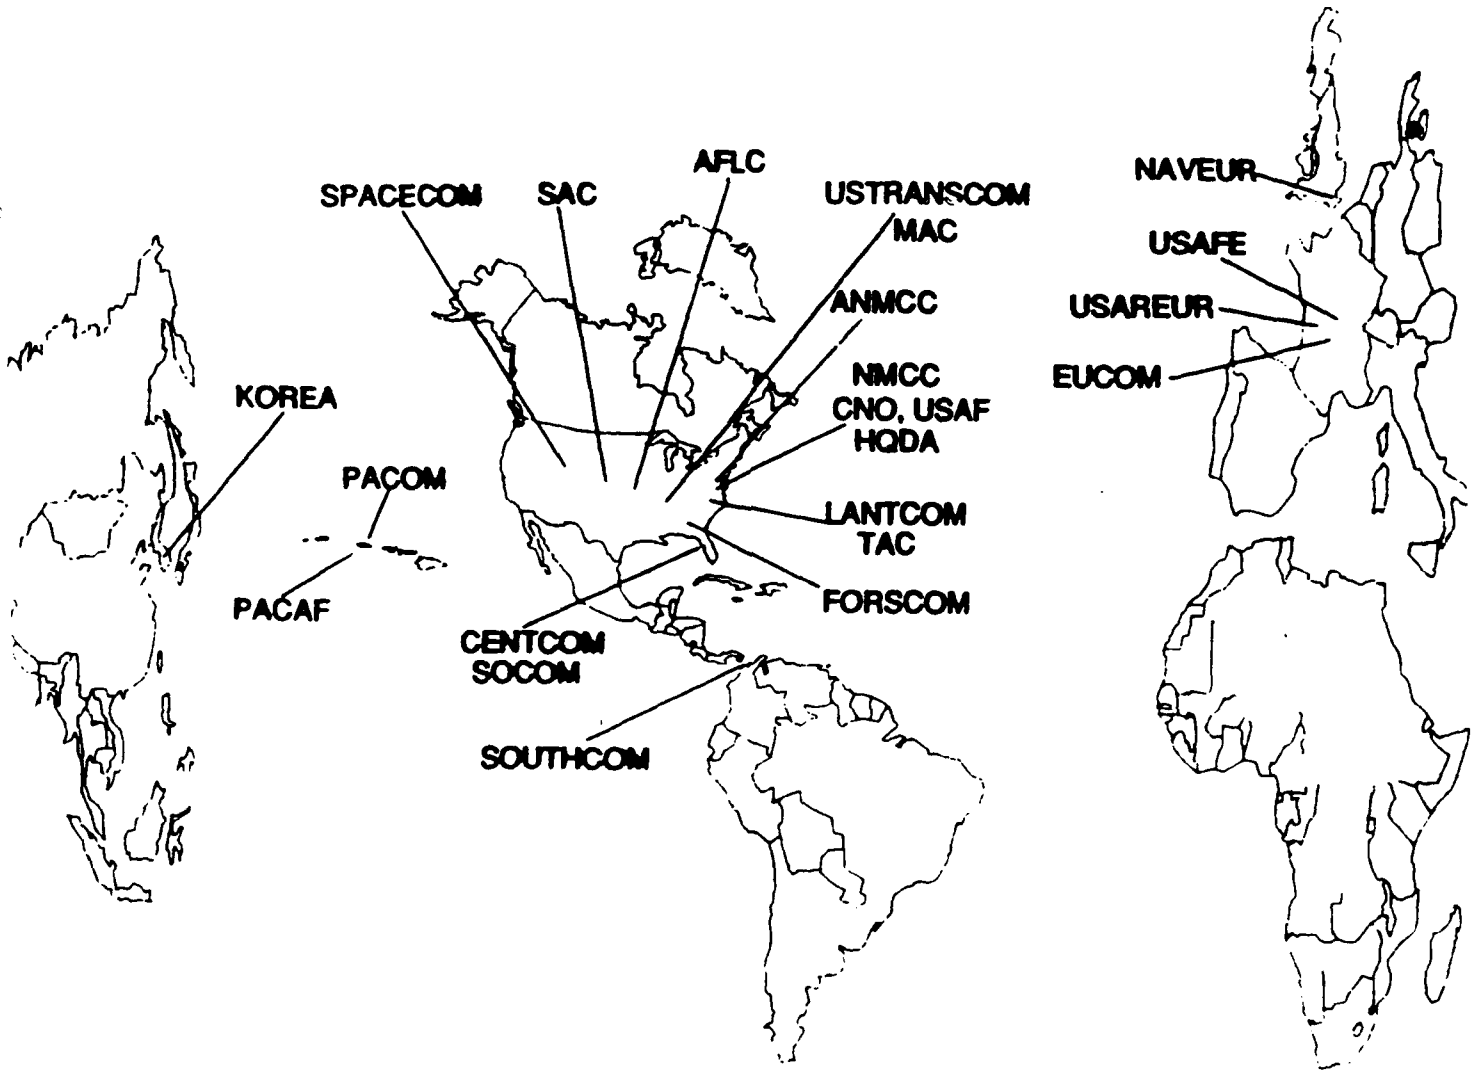 AFLC
SPACECOM
SAC
USTRANSCOM
MAC
ANMCC
NMCC
CNO, USAF
HQDA
LANTCOM
TAC
FORSCOM
CENTCOM
SOCOM
SOUTHCOM
KOREA
PACOM
PACAF
NAVEUR
USAFE
USAREUR
EUCOM